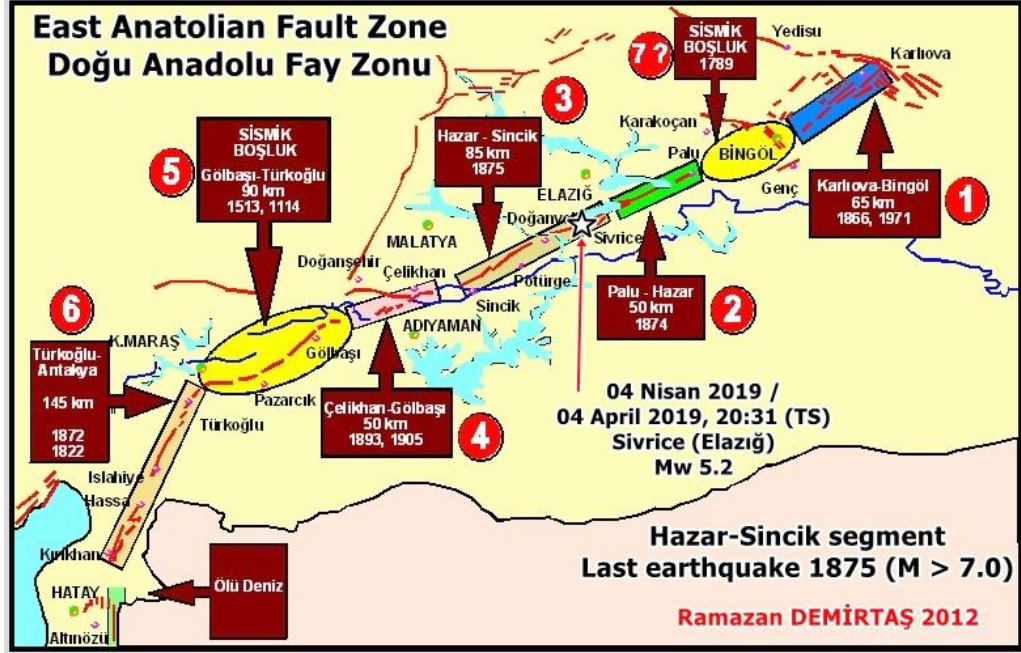 East Anatolian Fault Zone
Doğu Anadolu Fay Zonu
7 ?
SİSMİK
BOŞLUK
1789
Yedisu
Karlıova
3
Hazar - Sincik
85 km
1875
Karakoçan
BİNGÖL
Palu
Genç
5
SİSMİK
BOŞLUK
Gölbaşı-Türkoğlu
90 km
1513, 1114
ELAZIĞ
Karlıova-Bingöl
65 km
1866, 1971
1
Sivrice
MALATYA
Doğanşehir
Çelikhan
Pötürge
Sincik
Palu - Hazar
50 km
1874
2
6
K.MARAŞ
ADIYAMAN
Gölbaşı
Türkoğlu-
Antakya
145 km
1872
1822
Pazarcık
Türkoğlu
Çelikhan-Gölbaşı
50 km
1893, 1905
4
04 Nisan 2019 /
04 April 2019, 20:31 (TS)
Sivrice (Elazığ)
Mw 5.2
Islahiye
Hassa
Kırıkhan
Hazar-Sincik segment
Last earthquake 1875 (M > 7.0)
HATAY
Ölü Deniz
Altınözü
Ramazan DEMİRTAŞ 2012